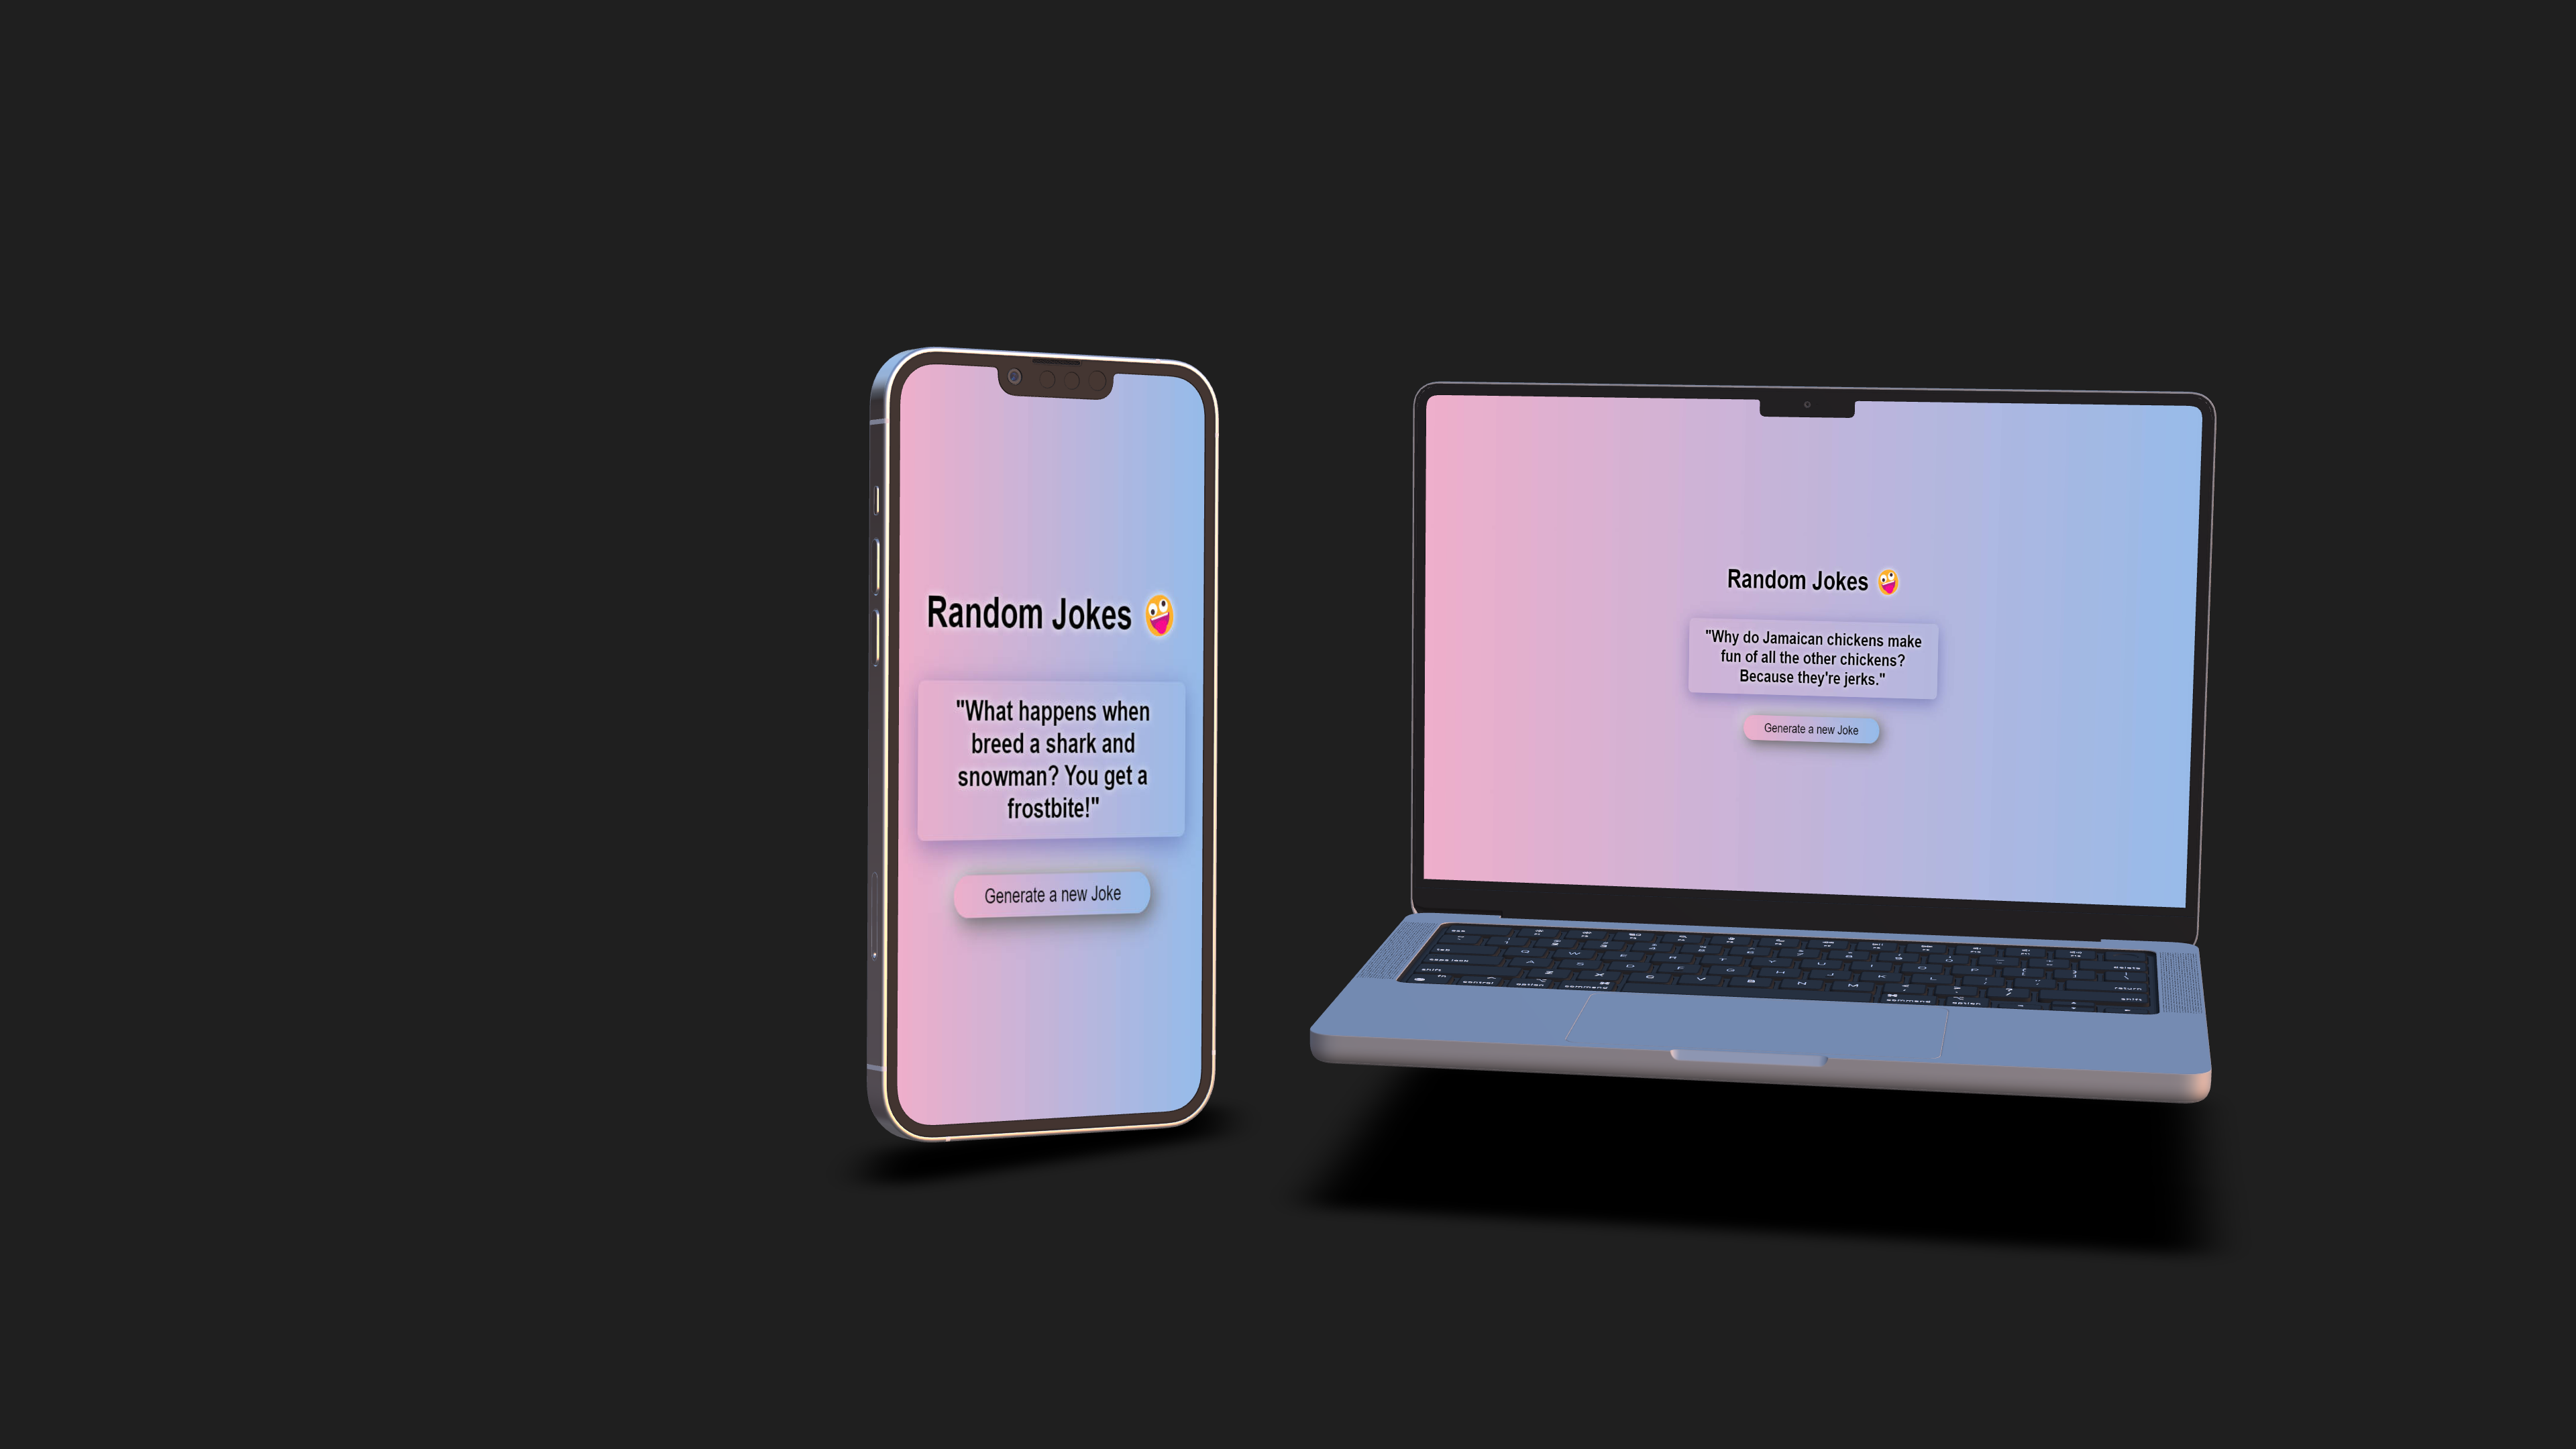 Random Jokes 🤪
"What happens when
breed a shark and
snowman? You get a
frostbite!"
Generate a new Joke
Random Jokes 🤪
"Why do Jamaican chickens make
fun of all the other chickens?
Because they're jerks."
Generate a new Joke